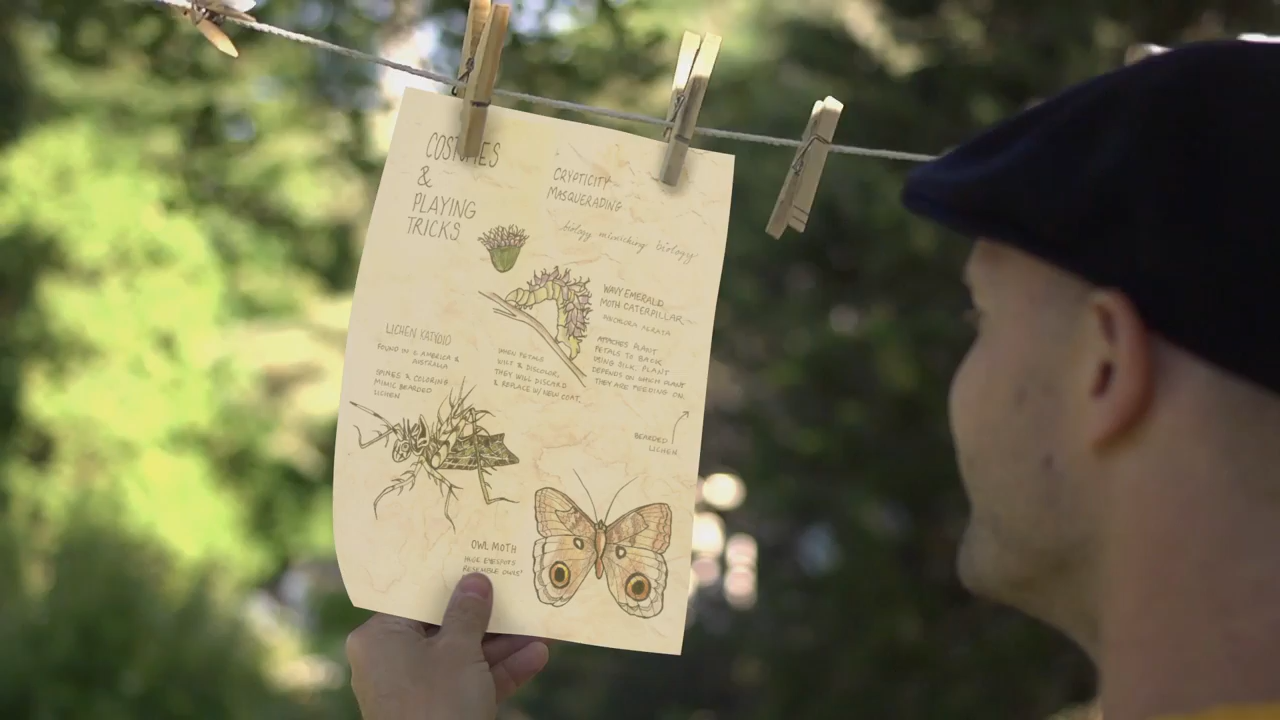 COSTUMES
&
PLAYING
TRICKS
CRYPTICITY
MASQUERADING
biology mimicking biology
WAVY EMERALD
MOTH CATERPILLAR
ATTACHES PLANT
PETALS TO BACK
USING SILK. PLANT
DEPENDS ON WHICH PLANT
THEY ARE FEEDING ON.
WHEN PETALS
WILT & DISCOLOR,
THEY WILL DISCARD
& REPLACE W/ NEW COAT.
LICHEN KATYDID
FOUND IN S. AMERICA &
AUSTRALIA
SPINES & COLORING
MIMIC BEARDED
LICHEN
BEARDED
LICHEN
OWL MOTH
HUGE EYESPOTS
RESEMBLE OWLS'